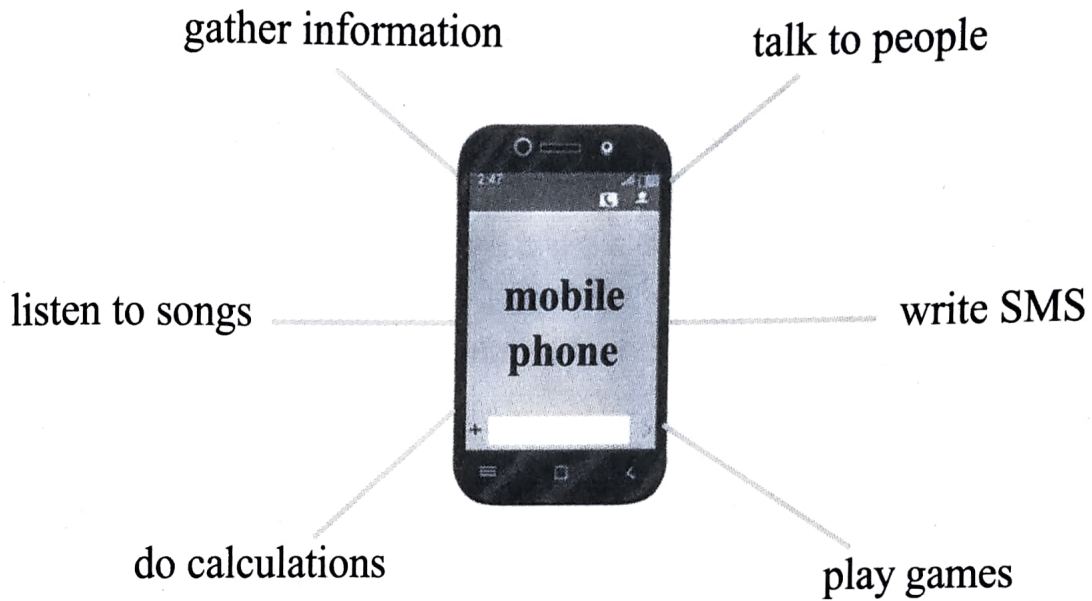 gather information
talk to people
2:47
mobile
phone
listen to songs
write SMS
+
do calculations
play games